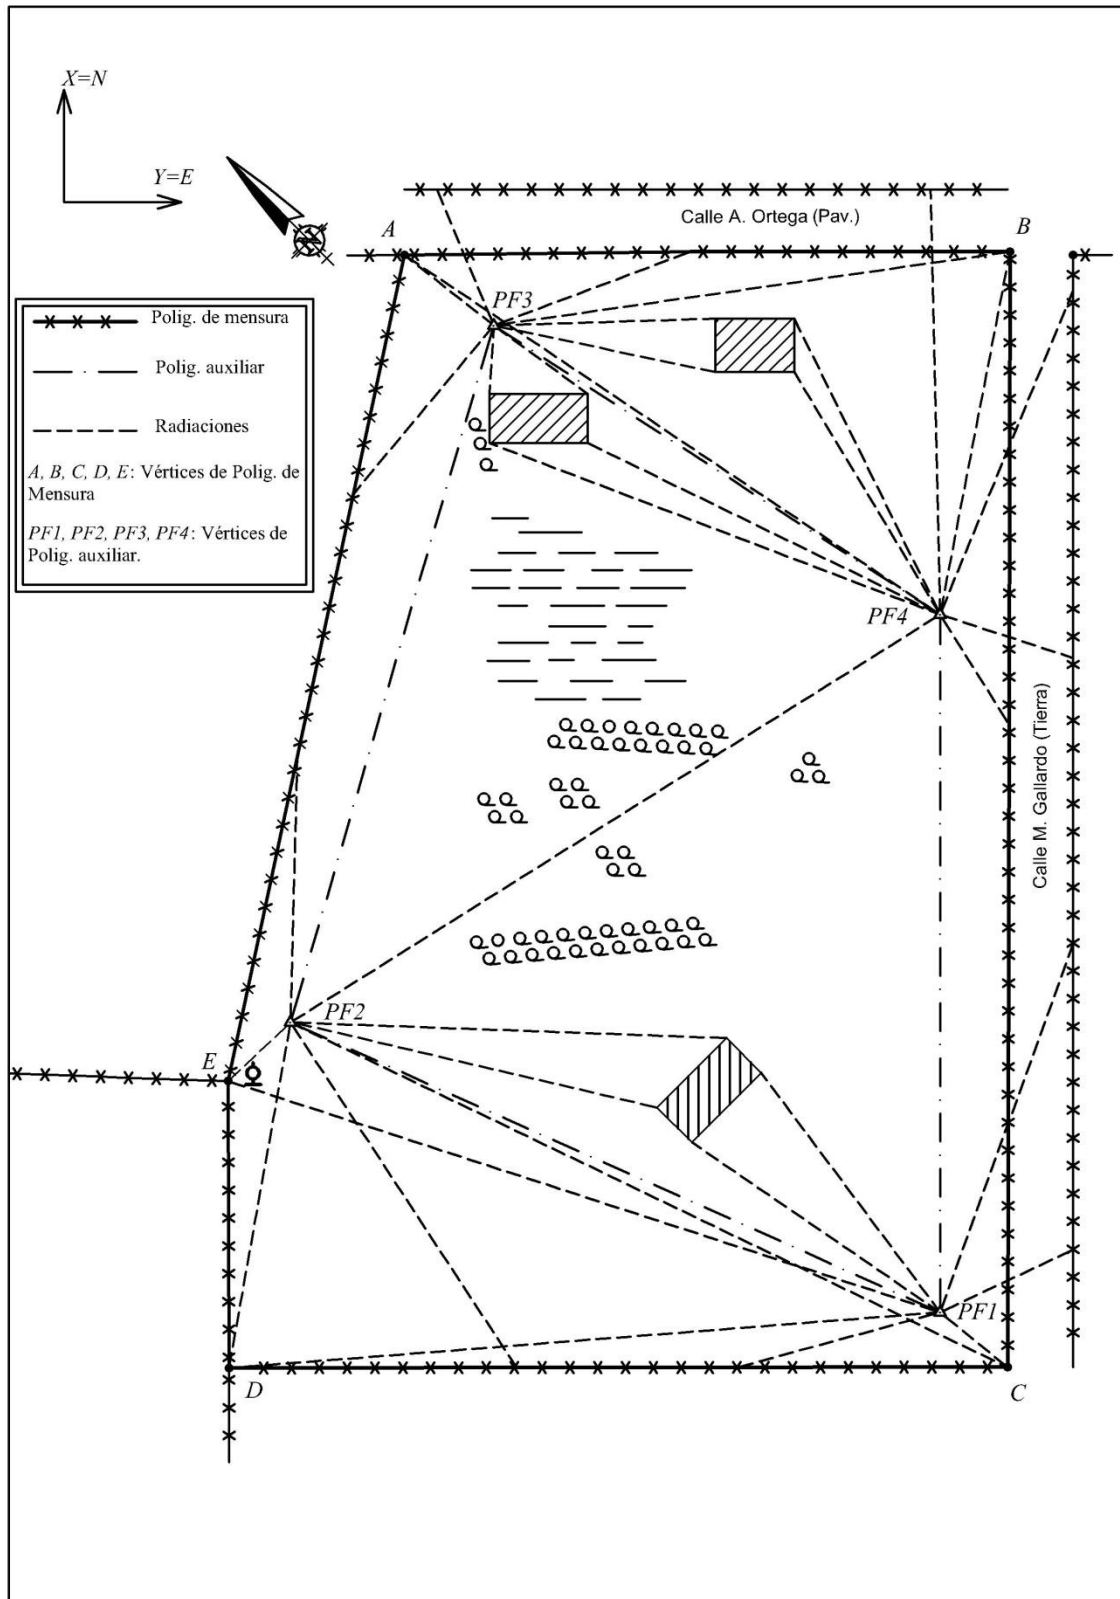 X=N
Y=E
Calle A. Ortega (Pav.)
A
B
PF3
Polig. de mensura
Polig. auxiliar
Radiaciones
A, B, C, D, E: Vértices de Polig. de
Mensura
PF1, PF2, PF3, PF4: Vértices de
Polig. auxiliar.
PF4
Calle M. Gallardo (Tierra)
PF2
E
PF1
D
C